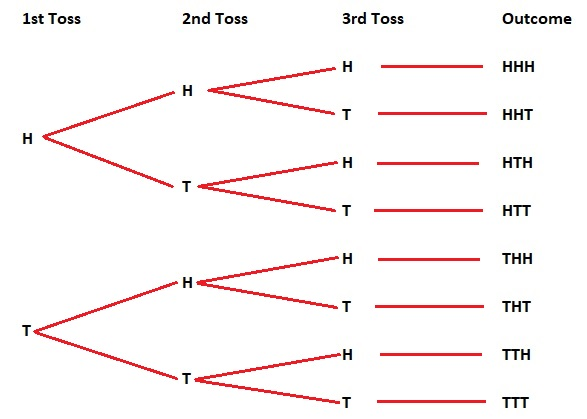 1st Toss 2nd Toss 3rd Toss Outcome
H HHH
H
T HHT
H
H HTH
T
T HTT
H THH
H
T THT
T
H TTH
T
T TTT